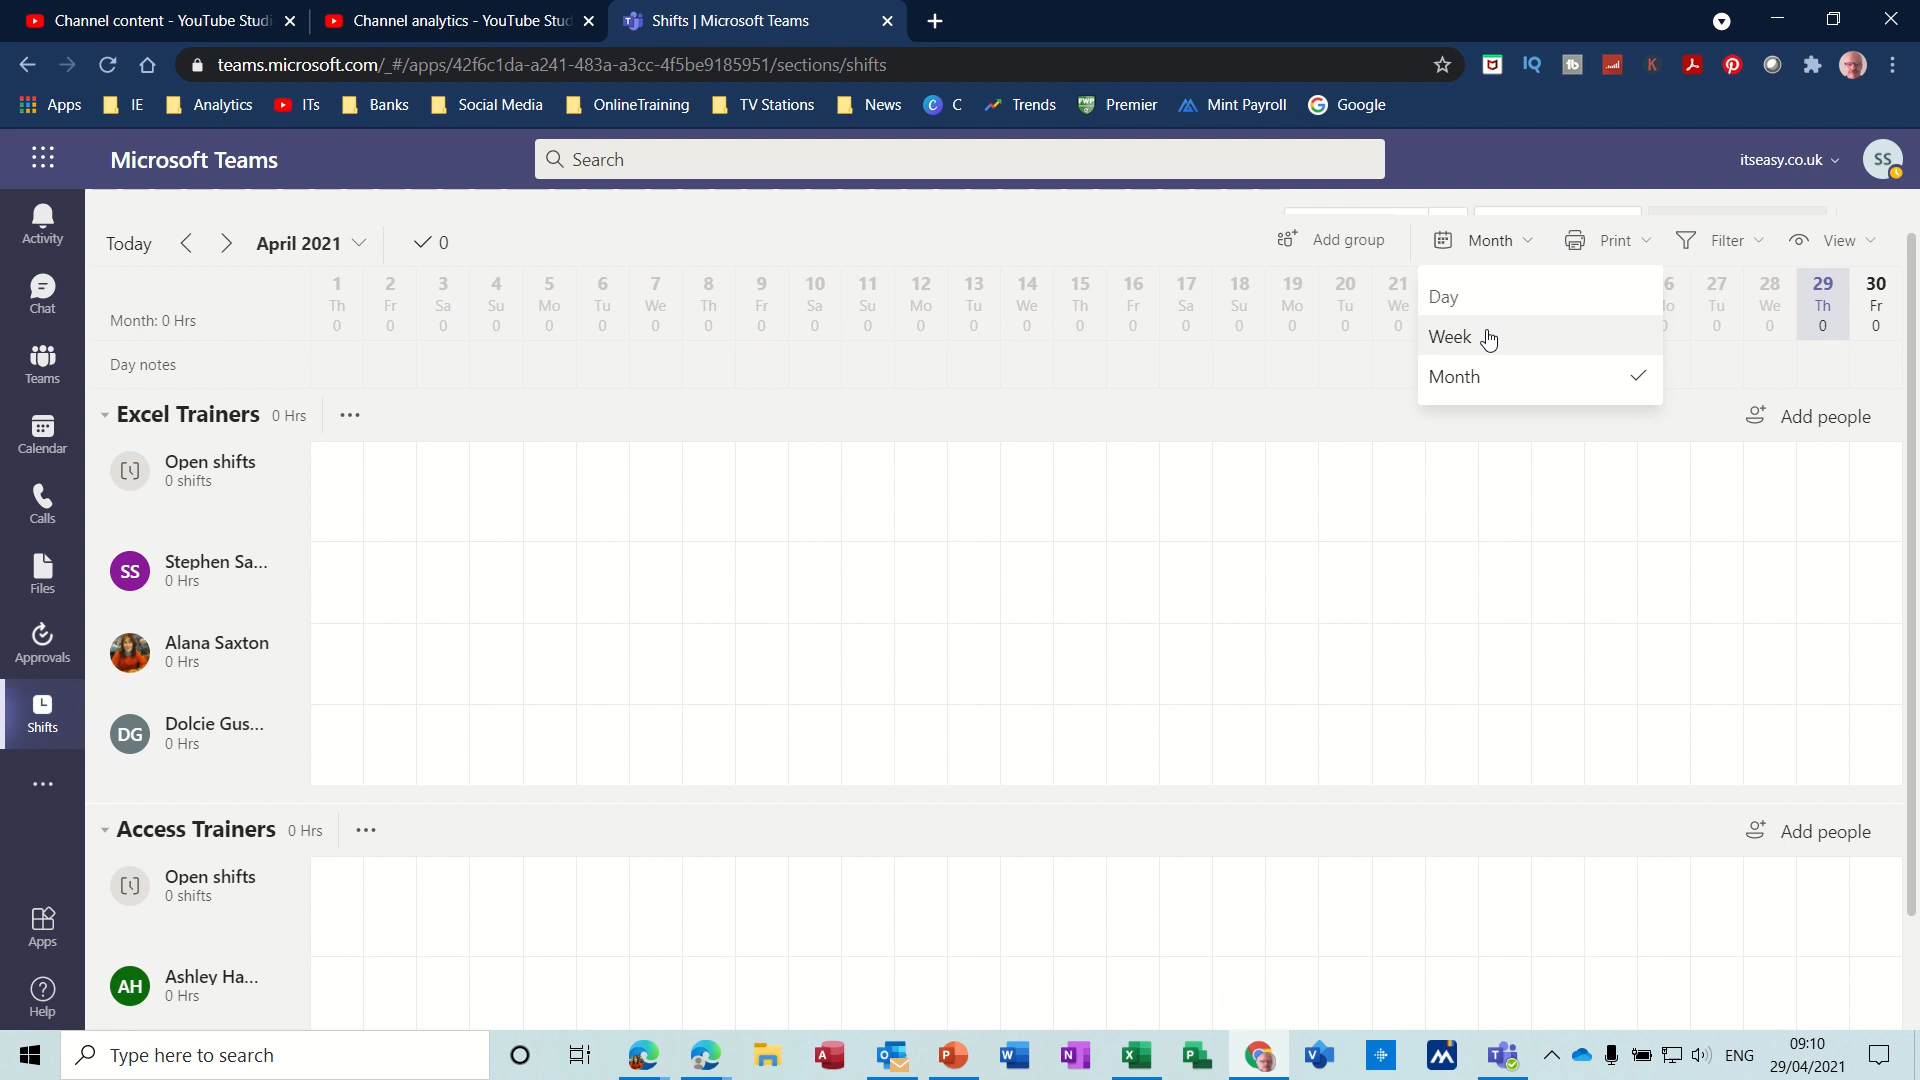 Channel content - YouTube Studi
Channel analytics - YouTube Stud
Shifts | Microsoft Teams
teams.microsoft.com/_#/apps/42f6c1da-a241-483a-a3cc-4f5be9185951/sections/shifts
Apps IE Analytics ITs Banks Social Media OnlineTraining TV Stations News C Trends Premier Mint Payroll Google
Microsoft Teams
Search
itseasy.co.uk
SS
Activity
Chat
Teams
Calendar
Calls
Files
Approvals
Shifts
Apps
Help
Today April 2021 0
Add group Month Print Filter View
1 2 3 4 5 6 7 8 9 10 11 12 13 14 15 16 17 18 19 20 21 6 27 28 29 30
Th Fr Sa Su Mo Tu We Th Fr Sa Su Mo Tu We Th Fr Sa Su Mo Tu We Tu We Th Fr
0 0 0 0 0 0 0 0 0 0 0 0 0 0 0 0 0 0 0 0 0 0 0 0 0
Month: 0 Hrs
Day
Week
Month
Day notes
Excel Trainers 0 Hrs
Add people
Open shifts
0 shifts
SS
Stephen Sa...
0 Hrs
Alana Saxton
0 Hrs
DG
Dolcie Gus...
0 Hrs
Access Trainers 0 Hrs
Add people
Open shifts
0 shifts
AH
Ashley Ha...
0 Hrs
Type here to search
ENG
09:10
29/04/2021